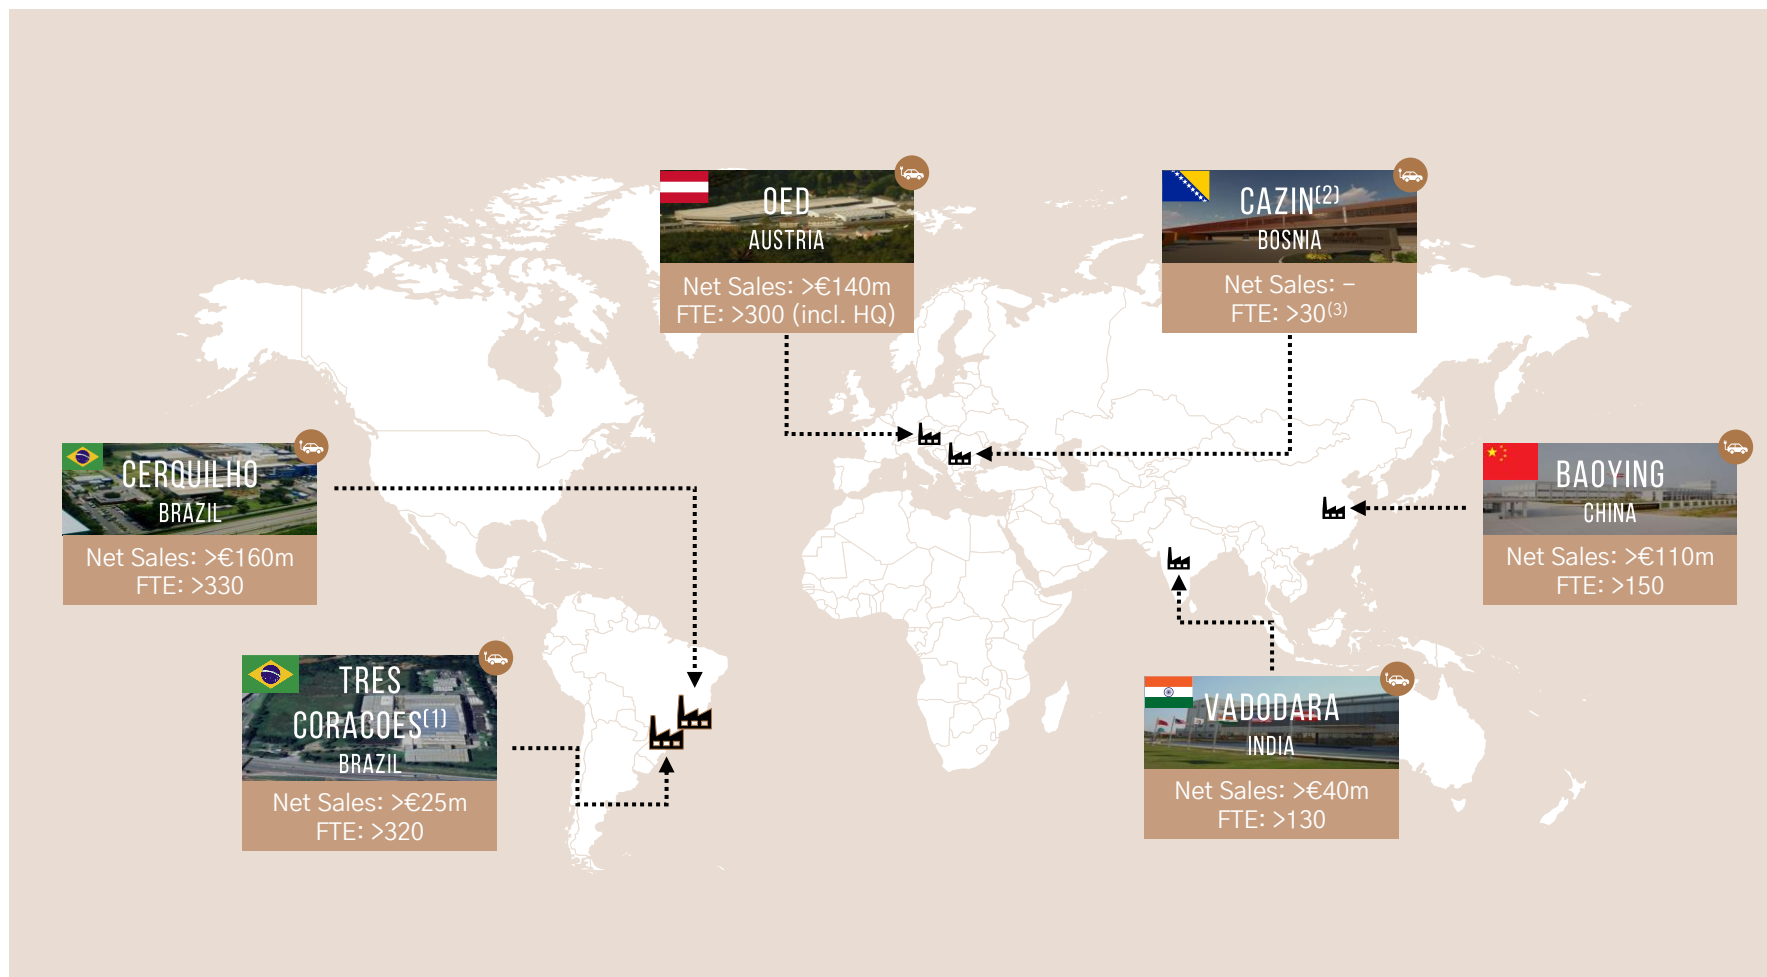 OED
AUSTRIA
Net Sales: >€140m
FTE: >300 (incl. HQ)
CAZIN(2)
BOSNIA
Net Sales: –
FTE: >30(3)
CERQUILHO
BRAZIL
Net Sales: >€160m
FTE: >330
BAOYING
CHINA
Net Sales: >€110m
FTE: >150
TRES
CORACOES(1)
BRAZIL
Net Sales: >€25m
FTE: >320
VADODARA
INDIA
Net Sales: >€40m
FTE: >130